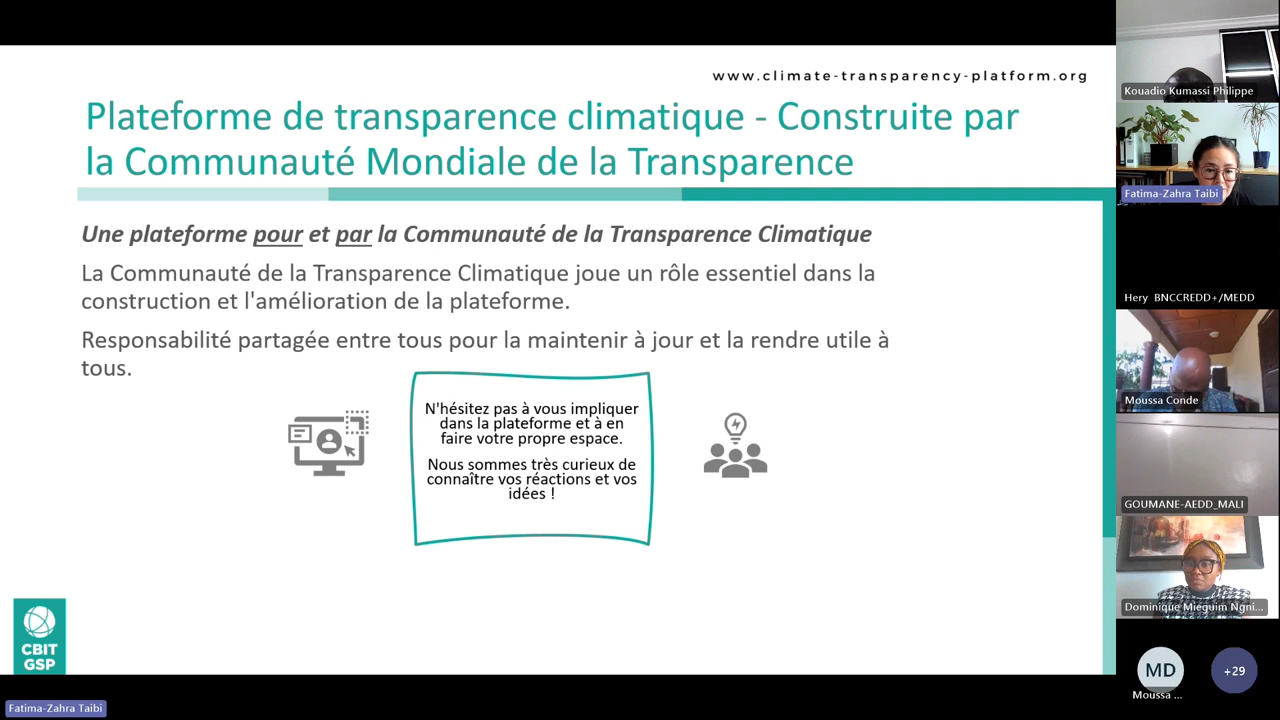 www.climate-transparency-platform.org
Plateforme de transparence climatique - Construite par
la Communauté Mondiale de la Transparence
Une plateforme pour et par la Communauté de la Transparence Climatique
La Communauté de la Transparence Climatique joue un rôle essentiel dans la
construction et l'amélioration de la plateforme.
Responsabilité partagée entre tous pour la maintenir à jour et la rendre utile à
tous.
N'hésitez pas à vous impliquer
dans la plateforme et à en
faire votre propre espace.
Nous sommes très curieux de
connaître vos réactions et vos
idées !
CBIT
GSP
Fatima-Zahra Taibi
Kouadio Kumassi Philippe
Fatima-Zahra Taibi
Hery BNCCREDD+/MEDD
Moussa Conde
GOUMANE-AEDD_MALI
Dominique Mieguim Ngni...
MD
+29
Moussa ...